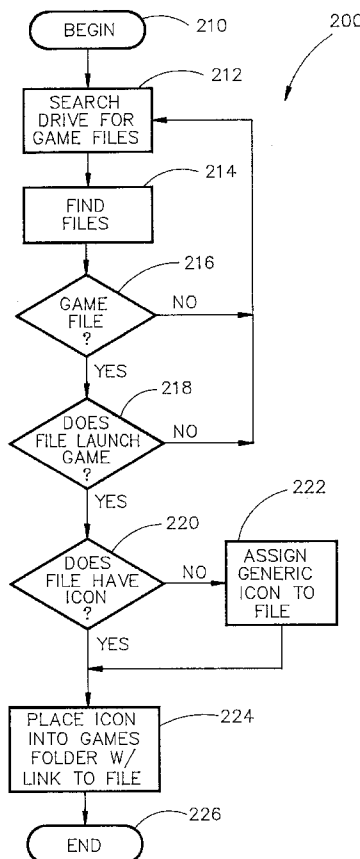 BEGIN
210
200
212
SEARCH
DRIVE FOR
GAME FILES
214
FIND
FILES
216
GAME
FILE
?
NO
YES
218
DOES
FILE LAUNCH
GAME
?
NO
YES
220
222
DOES
FILE HAVE
ICON
?
NO
ASSIGN
GENERIC
ICON TO
FILE
YES
224
PLACE ICON
INTO GAMES
FOLDER W/
LINK TO FILE
226
END